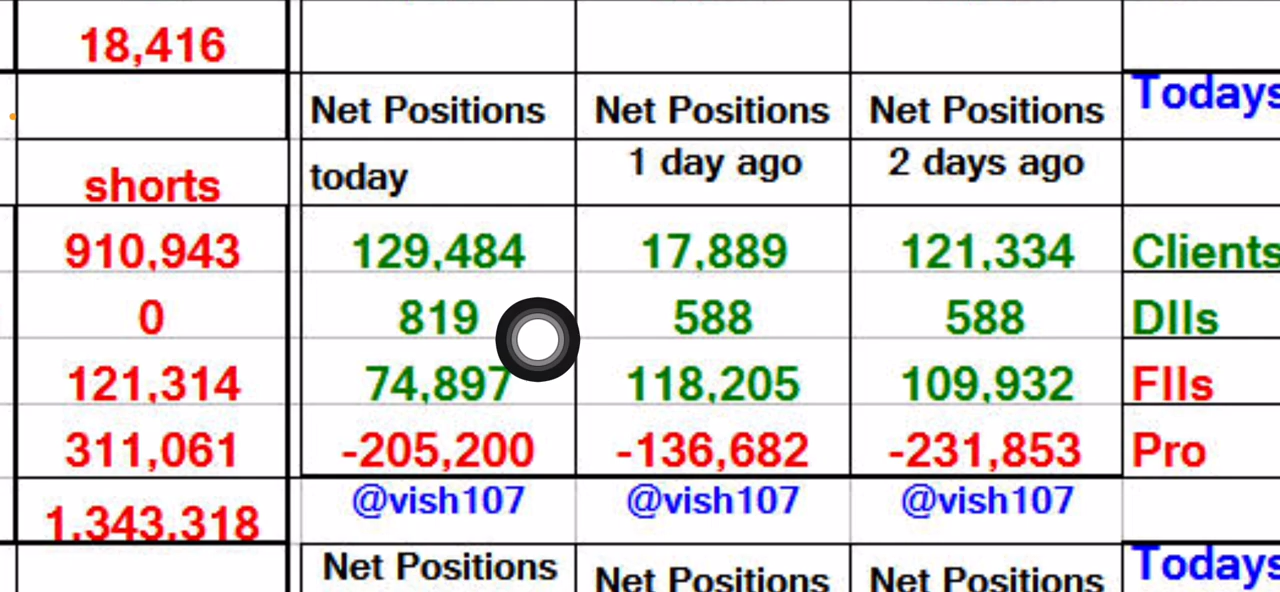 18,416
Net Positions Net Positions Net Positions Todays
shorts today 1 day ago 2 days ago
910,943 129,484 17,889 121,334 Clients
0 819 588 588 DIIs
121,314 74,897 118,205 109,932 FIIs
311,061 -205,200 -136,682 -231,853 Pro
1,343,318 @vish107 @vish107 @vish107
Net Positions Net Positions Net Positions Todays